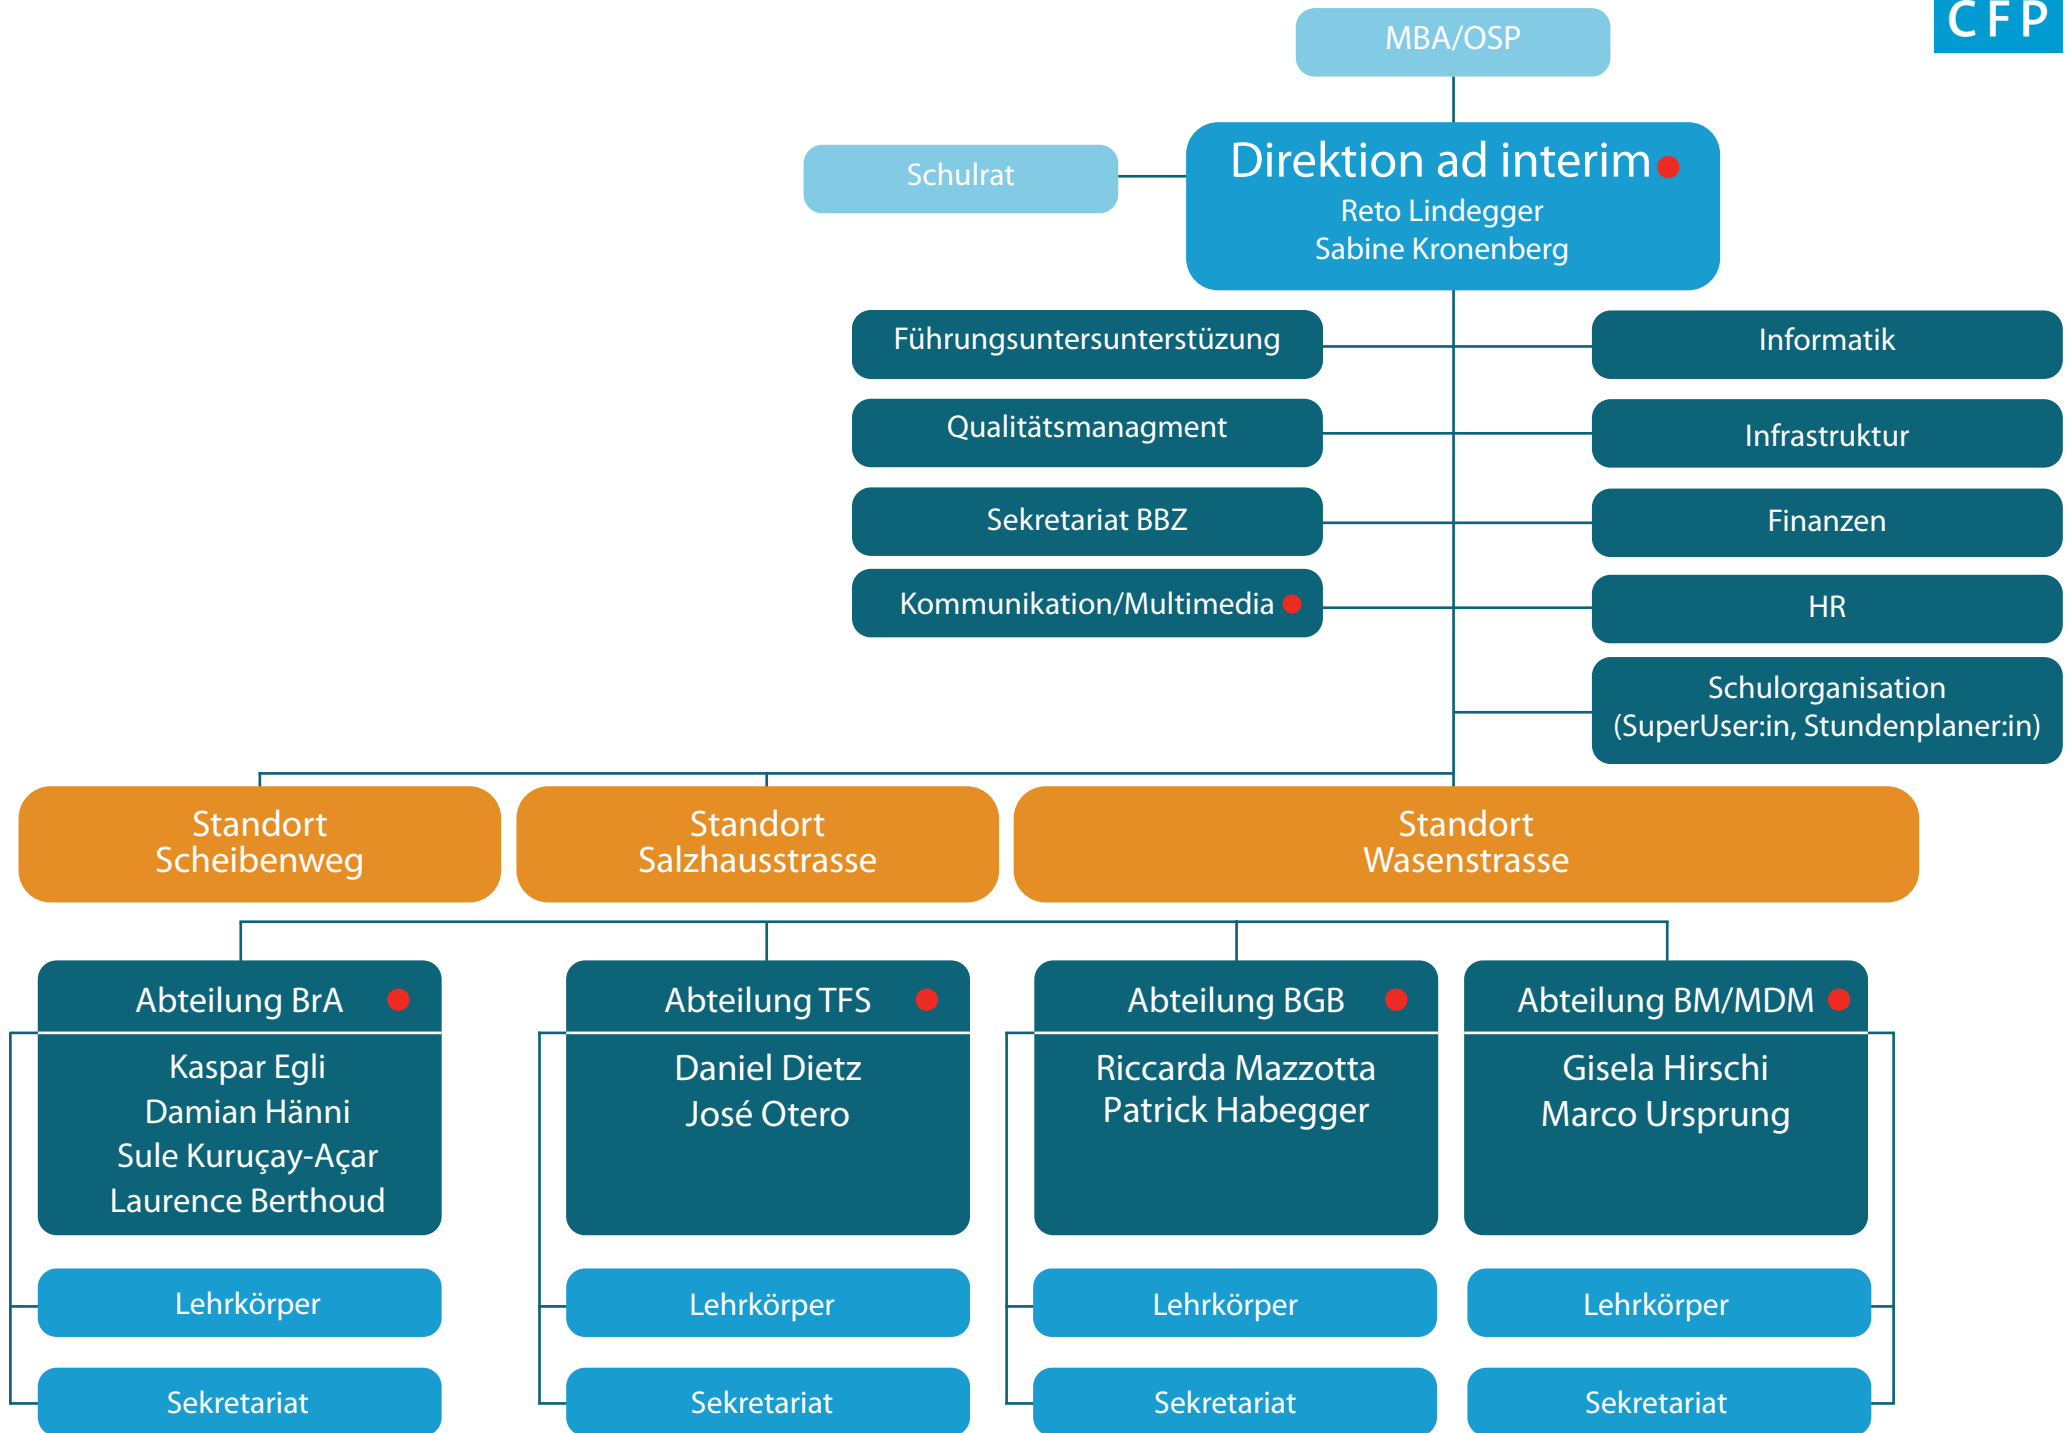 CFP
MBA/OSP
Direktion ad interim
Reto Lindegger
Sabine Kronenberg
Schulrat
Führungsuntersunterstüzung
Informatik
Qualitätsmanagment
Infrastruktur
Sekretariat BBZ
Finanzen
Kommunikation/Multimedia
HR
Schulorganisation
(SuperUser:in, Stundenplaner:in)
Standort
Scheibenweg
Standort
Salzhausstrasse
Standort
Wasenstrasse
Abteilung BrA
Kaspar Egli
Damian Hänni
Sule Kuruçay-Açar
Laurence Berthoud
Lehrkörper
Sekretariat
Abteilung TFS
Daniel Dietz
José Otero
Lehrkörper
Sekretariat
Abteilung BGB
Riccarda Mazzotta
Patrick Habegger
Lehrkörper
Sekretariat
Abteilung BM/MDM
Gisela Hirschi
Marco Ursprung
Lehrkörper
Sekretariat